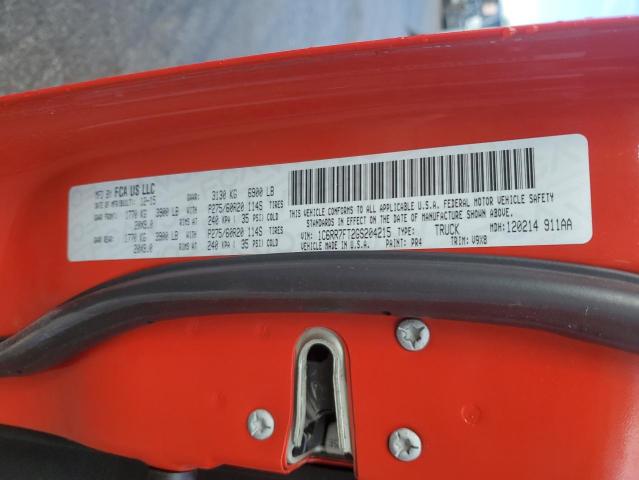 MFD BY FCA US LLC GVWR: 3130 KG 6900 LB
DATE OF MFR(BUILT): 12-15
GAWR FRONT: 1770 KG 3900 LB WITH P275/60R20 114S TIRES
20X9.0 RIMS AT 240 KPA / 35 PSI COLD
GAWR REAR: 1770 KG 3900 LB WITH P275/60R20 114S TIRES
20X9.0 RIMS AT 240 KPA / 35 PSI COLD
THIS VEHICLE CONFORMS TO ALL APPLICABLE U.S.A. FEDERAL MOTOR VEHICLE SAFETY
STANDARDS IN EFFECT ON THE DATE OF MANUFACTURE SHOWN ABOVE.
VIN: 1C6RR7FT2GS204215 TYPE: TRUCK MDH: 120214 911AA
VEHICLE MADE IN U.S.A. PAINT: PR4 TRIM: V9X8